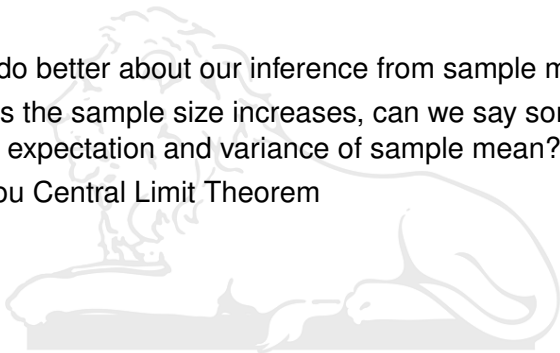 do better about our inference from sample
s the sample size increases, can we say
expectation and variance of sample mean?
Central Limit Theorem